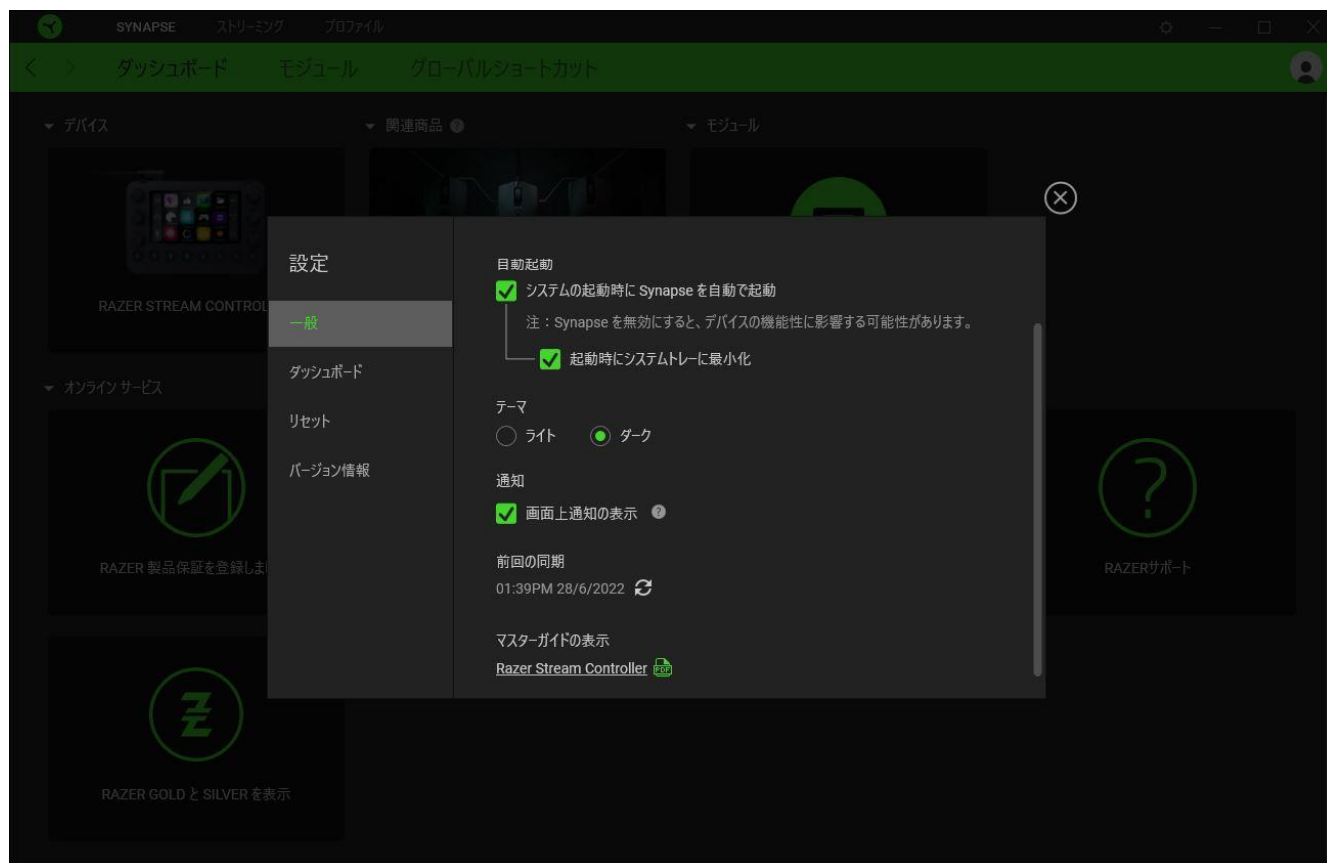 SYNAPSE ストリーミング プロファイル
ダッシュボード モジュール グローバルショートカット
デバイス
関連商品
モジュール
RAZER STREAM CONTROL
設定
一般
ダッシュボード
リセット
バージョン情報
自動起動
システムの起動時に Synapse を自動で起動
注：Synapse を無効にすると、デバイスの機能性に影響する可能性があります。
起動時にシステムトレーに最小化
テーマ
ライト ダーク
通知
画面上通知の表示 ?
前回の同期
01:39PM 28/6/2022
マスターガイドの表示
Razer Stream Controller PDF
オンライン サービス
RAZER 製品保証を登録しま
RAZERサポート
RAZER GOLD と SILVER を表示